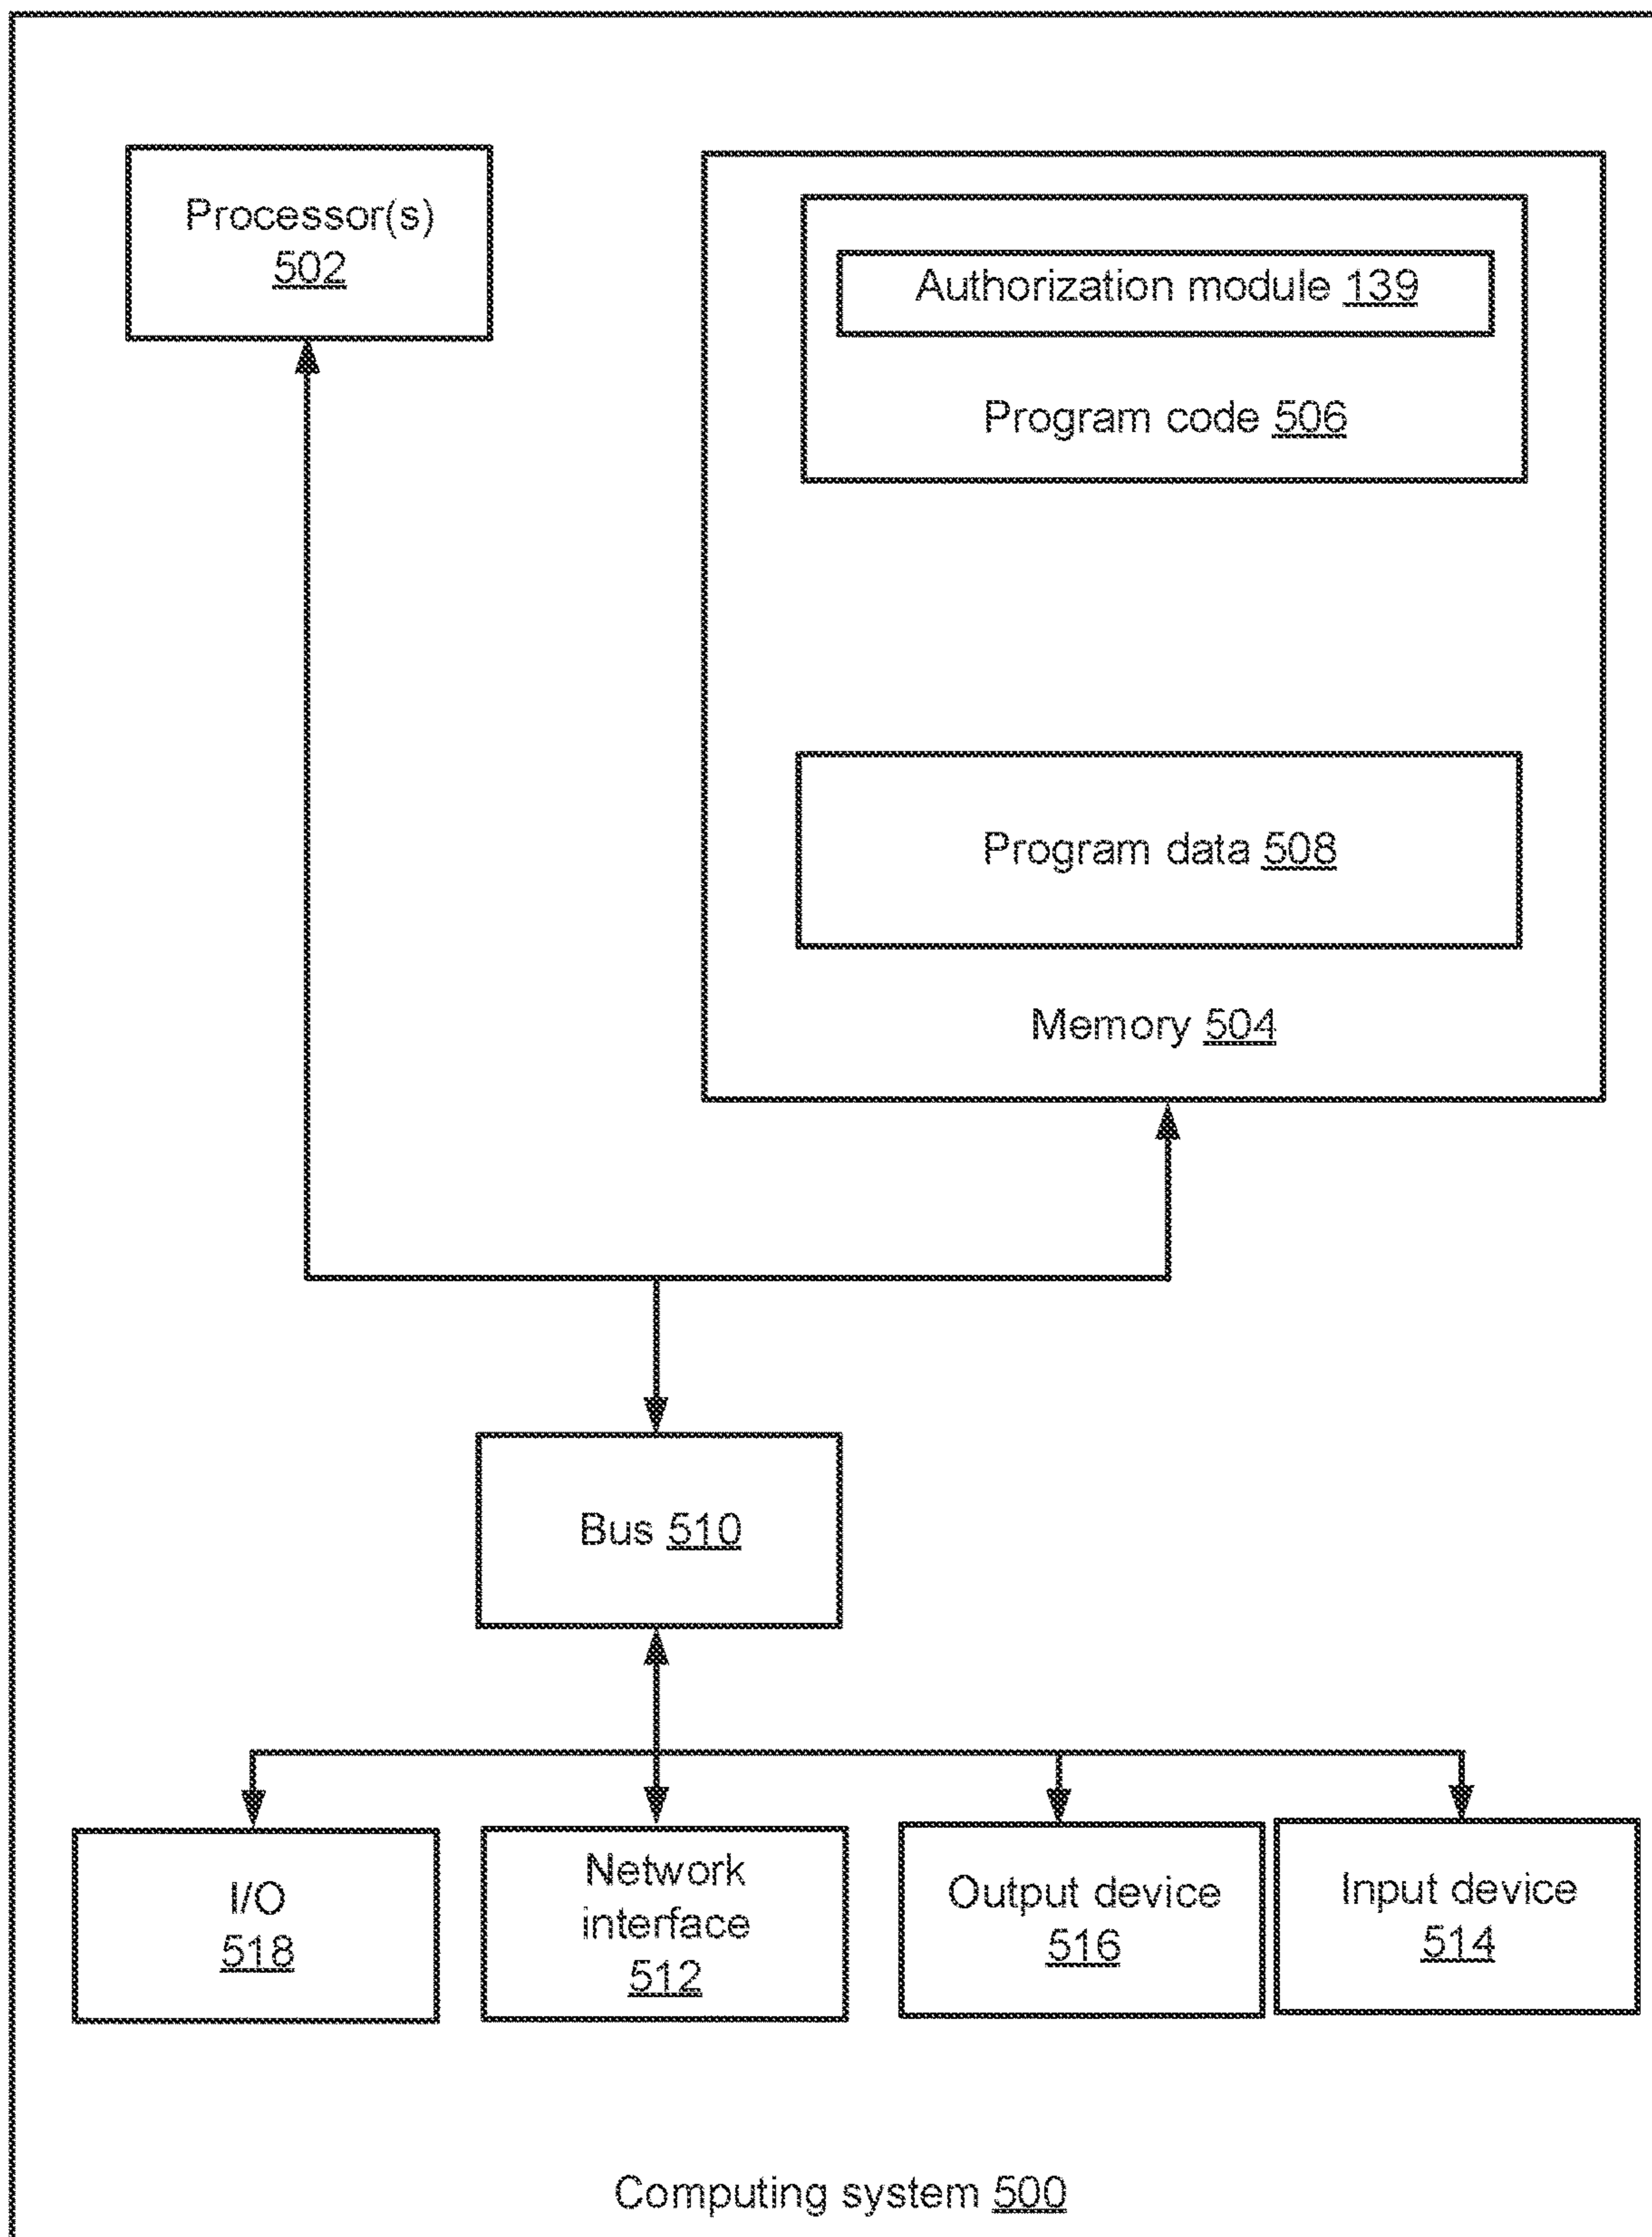 Processor(s)
502
Authorization module 139
Program code 506
Program data 508
Memory 504
Bus 510
I/O
518
Network
interface
512
Output device
516
Input device
514
Computing system 500